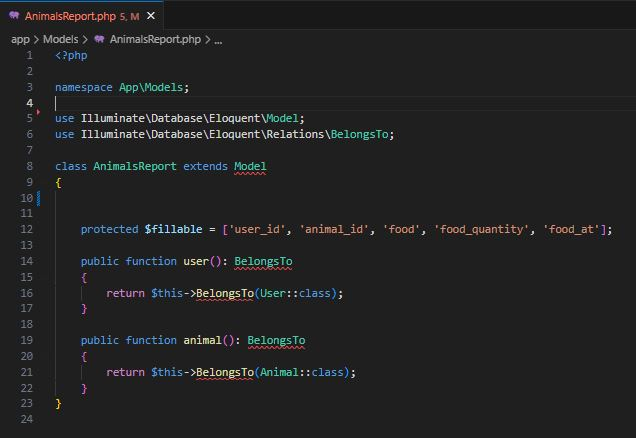 AnimalsReport.php 5, M
app > Models > AnimalsReport.php > ...
1 <?php
2
3 namespace App\Models;
4
5 use Illuminate\Database\Eloquent\Model;
6 use Illuminate\Database\Eloquent\Relations\BelongsTo;
7
8 class AnimalsReport extends Model
9 {
10
11
12 protected $fillable = ['user_id', 'animal_id', 'food', 'food_quantity', 'food_at'];
13
14 public function user(): BelongsTo
15 {
16 return $this->BelongsTo(User::class);
17 }
18
19 public function animal(): BelongsTo
20 {
21 return $this->BelongsTo(Animal::class);
22 }
23 }
24